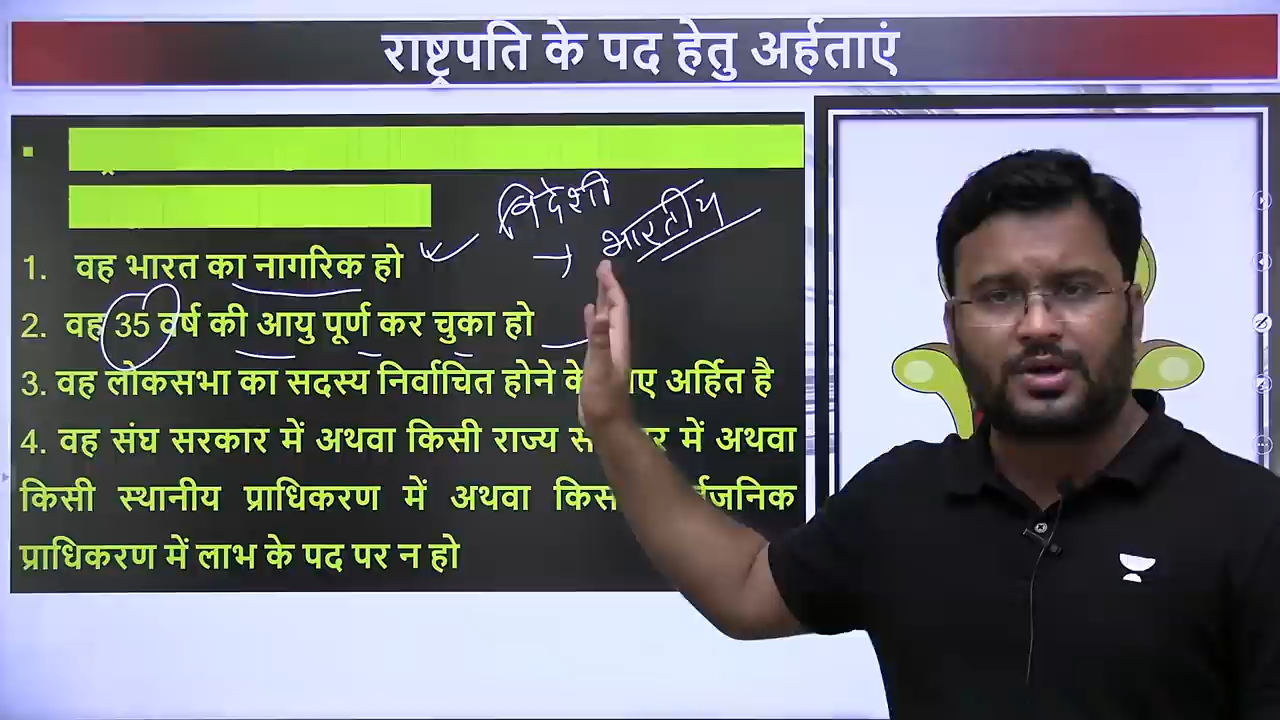 राष्ट्रपति के पद हेतु अर्हताएं
विदेशी
→ भारतीय
1. वह भारत का नागरिक हो
2. वह 35 वर्ष की आयु पूर्ण कर चुका हो
3. वह लोकसभा का सदस्य निर्वाचित होने के अर्हित है
4. वह संघ सरकार में अथवा किसी राज्य में अथवा
किसी स्थानीय प्राधिकरण में अथवा
प्राधिकरण में लाभ के पद पर न हो